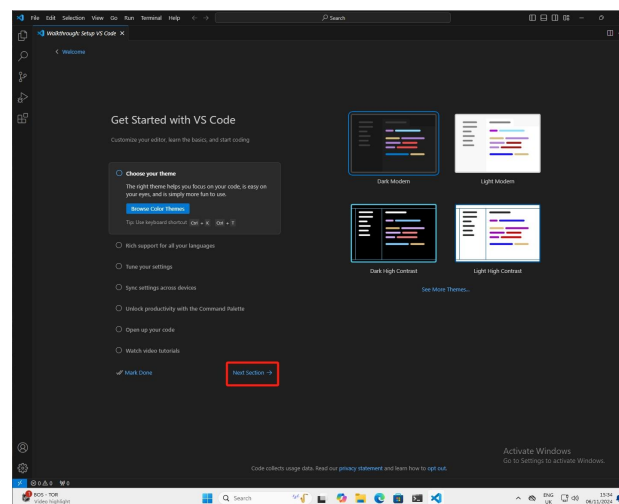 File Edit Selection View Go Run Terminal Help
Search
Walkthrough: Setup VS Code
Welcome
Get Started with VS Code
Customize your editor, learn the basics, and start coding
Choose your theme
The right theme helps you focus on your code, is easy on
your eyes, and is simply more fun to use.
Browse Color Themes
Tip: Use keyboard shortcut Ctrl + K Ctrl + T
Rich support for all your languages
Tune your settings
Sync settings across devices
Unlock productivity with the Command Palette
Open up your code
Watch video tutorials
Mark Done
Next Section →
Dark Modern
Light Modern
Dark High Contrast
Light High Contrast
See More Themes...
Activate Windows
Go to Settings to activate Windows.
Code collects usage data. Read our privacy statement and learn how to opt out.
0 0 0
BOS - TOR
Video highlight
Search
ENG
UK
15:34
06/11/2024